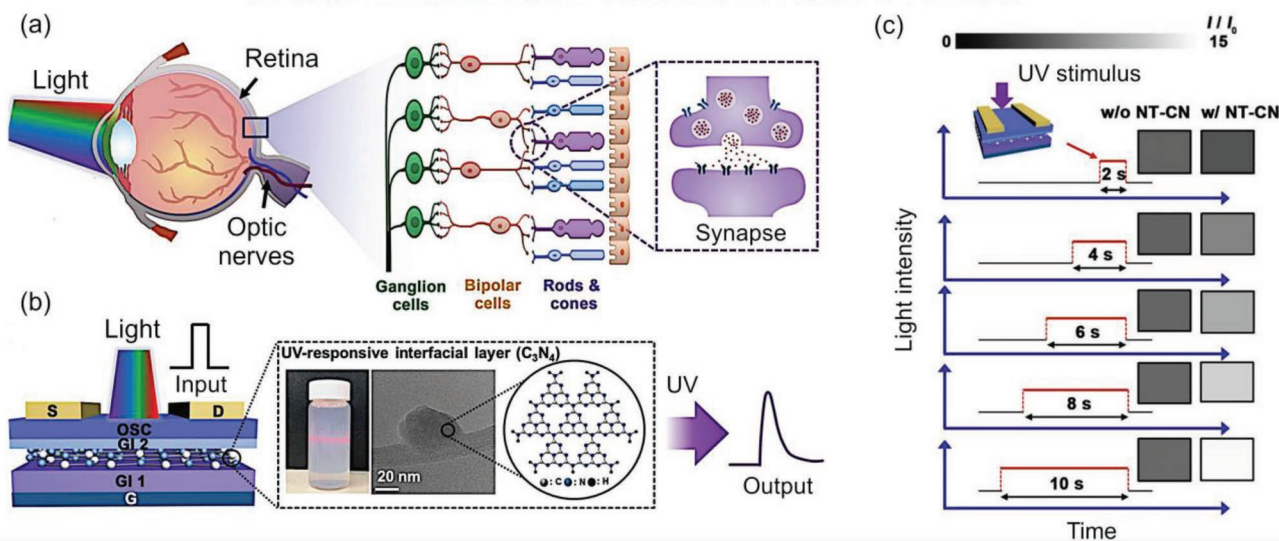 (a)
Retina
Light
Optic
nerves
Ganglion
cells
Bipolar
cells
Rods &
cones
Synapse
(b)
Light
Input
S
D
OSC
GI 2
GI 1
G
UV-responsive interfacial layer (C₃N₄)
20 nm
: C : N : H
UV
Output
(c)
0
I / I₀
15
UV stimulus
w/o NT-CN w/ NT-CN
2 s
4 s
6 s
8 s
10 s
Light intensity
Time